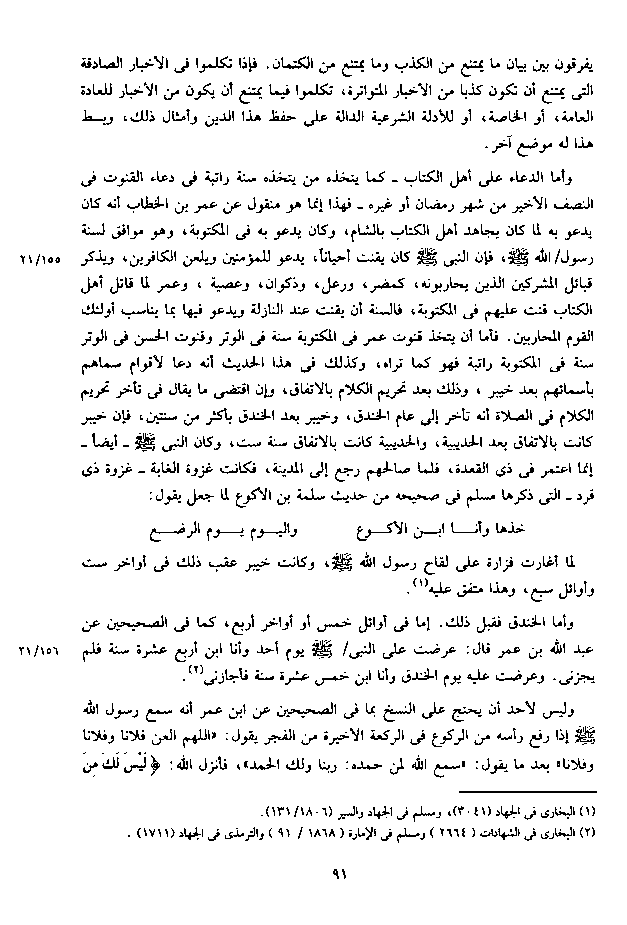 يفرقون بين بيان ما يمتنع من الكذب وما يمتنع من الكتمان. فإذا تكلموا فى الأخبار الصادقة
التى يمتنع أن تكون كذبا من الأخبار المتواترة، تكلموا فيما يمتنع أن يكون من الأخبار للعادة
العامة، أو الخاصة، أو للأدلة الشرعية الدالة على حفظ هذا الدين وأمثال ذلك، وبسط
هذا له موضع آخر.
وأما الدعاء على أهل الكتاب ـ كما يتخذه من يتخذه سنة راتبة فى دعاء القنوت فى
النصف الأخير من شهر رمضان أو غيره ـ فهذا إنما هو منقول عن عمر بن الخطاب أنه كان
يدعو به لما كان يجاهد أهل الكتاب بالشام، وكان يدعو به فى المكتوبة، وهو موافق لسنة
رسول/ الله ﷺ، فإن النبى ﷺ كان يقنت أحياناً، يدعو للمؤمنين ويلعن الكافرين، ويذكر ٢١/١٥٥
قبائل المشركين الذين يحاربونه، كمضر، ورعل، وذكوان، وعصية ، وعمر لما قاتل أهل
الكتاب قنت عليهم فى المكتوبة، فالسنة أن يقنت عند النازلة ويدعو فيها بما يناسب أولئك
القوم المحاربين. فأما أن يتخذ قنوت عمر فى المكتوبة سنة فى الوتر وقنوت الحسن فى الوتر
سنة فى المكتوبة راتبة فهو كما تراه، وكذلك فى هذا الحديث أنه دعا لأقوام سماهم
بأسمائهم بعد خيبر ، وذلك بعد تحريم الكلام بالاتفاق، وإن اقتضى ما يقال فى تأخر تحريم
الكلام فى الصلاة أنه تأخر إلى عام الخندق، وخيبر بعد الخندق بأكثر من سنتين، فإن خيبر
كانت بالاتفاق بعد الحديبية، والحديبية كانت بالاتفاق سنة ست، وكان النبى ﷺ ـ أيضاً ـ
إنما اعتمر فى ذى القعدة، فلما صالحهم رجع إلى المدينة، فكانت غزوة الغابة ـ غزوة ذى
قرد ـ التى ذكرها مسلم فى صحيحه من حديث سلمة بن الأكوع لما جعل يقول:
خذها وأنـــا ابـــن الأكـــوع واليـــوم يـــوم الرضـــع
لما أغارت فزارة على لقاح رسول الله ﷺ، وكانت خيبر عقب ذلك فى أواخر ست
وأوائل سبع، وهذا متفق عليه(١).
وأما الخندق فقبل ذلك. إما فى أوائل خمس أو أواخر أربع، كما فى الصحيحين عن
عبد الله بن عمر قال: عرضت على النبى/ ﷺ يوم أحد وأنا ابن أربع عشرة سنة فلم ٢١/١٥٦
يجزنى. وعرضت عليه يوم الخندق وأنا ابن خمس عشرة سنة فأجازنى(٢).
وليس لأحد أن يحتج على النسخ بما فى الصحيحين عن ابن عمر أنه سمع رسول الله
ﷺ إذا رفع رأسه من الركوع فى الركعة الأخيرة من الفجر يقول: «اللهم العن فلانا وفلانا
وفلانا» بعد ما يقول: «سمع الله لمن حمده: ربنا ولك الحمد»، فأنزل الله: ﴿ لَيْسَ لَكَ مِنَ
(١) البخارى فى الجهاد (٣٠٤١)، ومسلم فى الجهاد والسير (١٣١/١٨٠٦).
(٢) البخارى فى الشهادات (٢٦٦٤ ) ومسلم فى الإمارة ( ١٨٦٨ / ٩١ ) والترمذى فى الجهاد (١٧١١) .
٩١